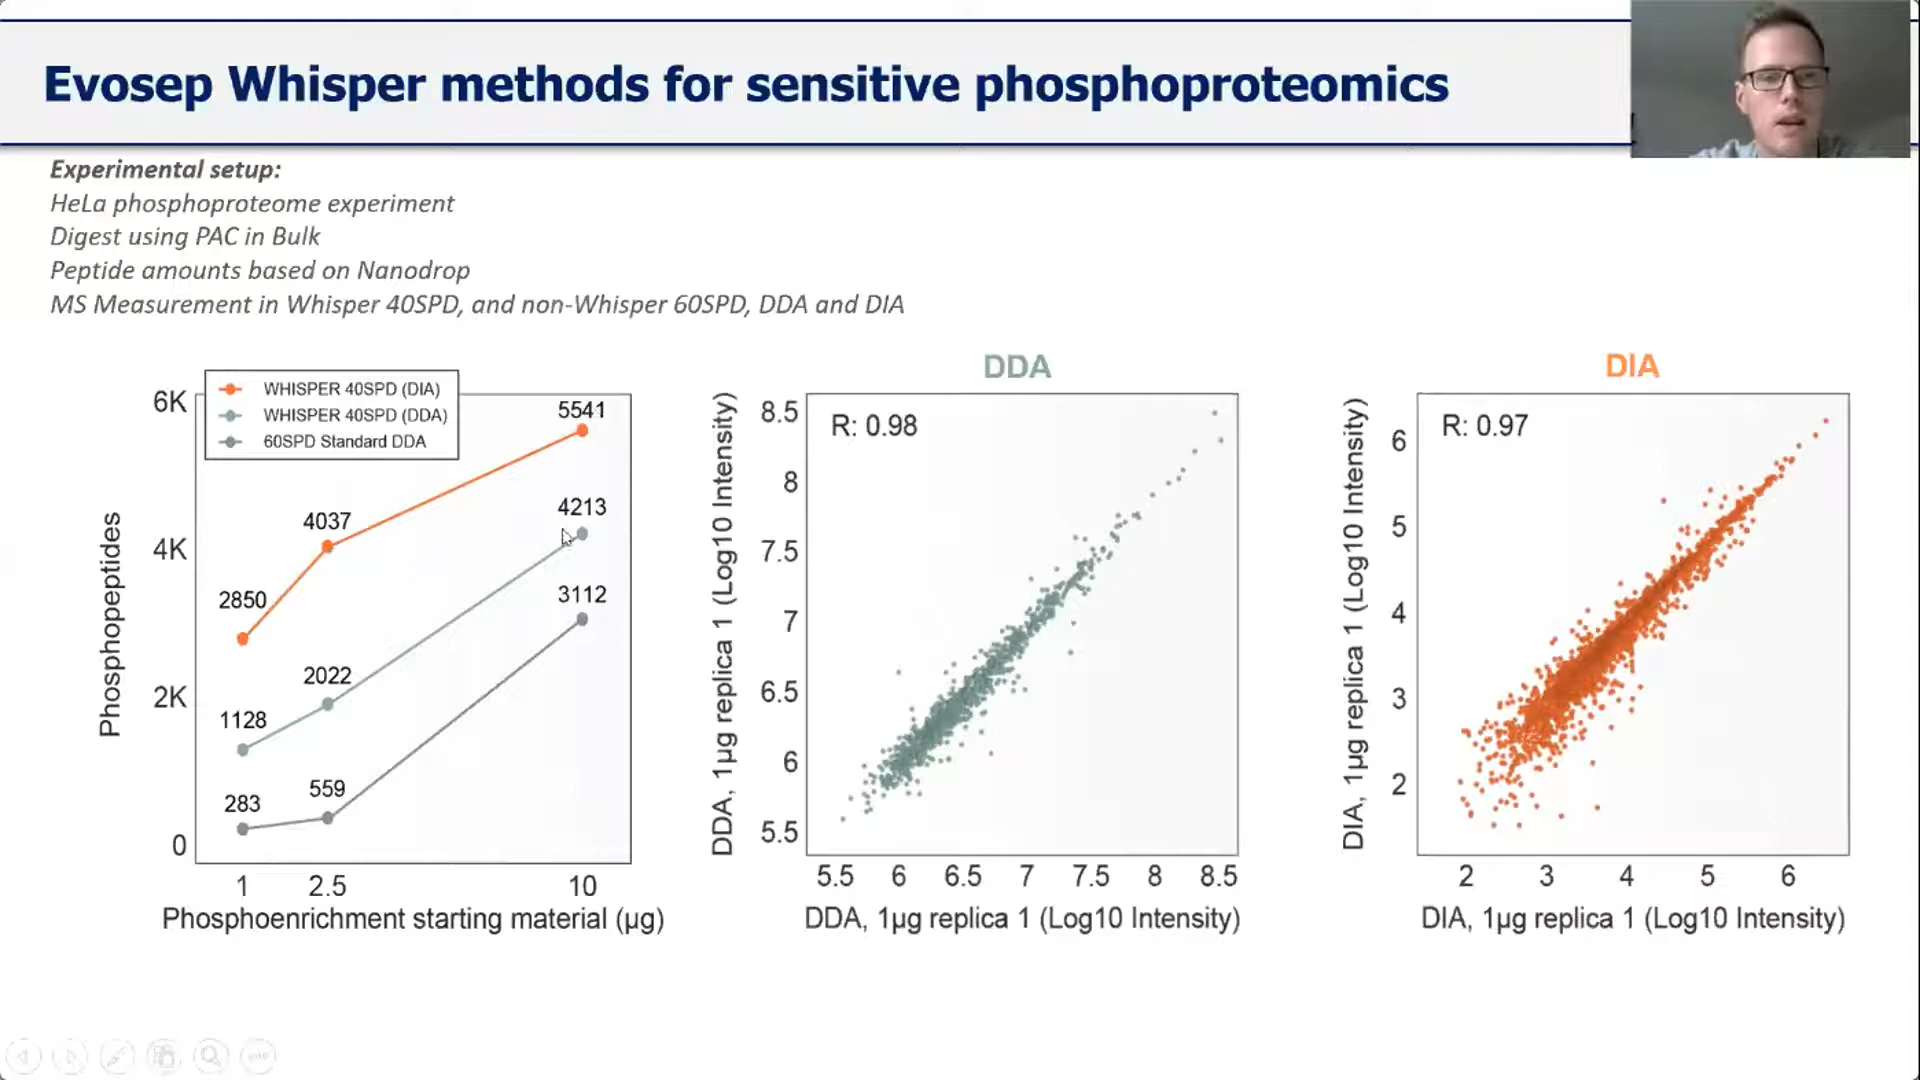 Evosep Whisper methods for sensitive phosphoproteomics
Experimental setup:
HeLa phosphoproteome experiment
Digest using PAC in Bulk
Peptide amounts based on Nanodrop
MS Measurement in Whisper 40SPD, and non-Whisper 60SPD, DDA and DIA
WHISPER 40SPD (DIA)
WHISPER 40SPD (DDA)
60SPD Standard DDA
Phosphopeptides
6K
4K
2K
0
2850
4037
5541
1128
2022
4213
283
559
3112
1
2.5
10
Phosphoenrichment starting material (µg)
DDA
R: 0.98
DDA, 1µg replica 1 (Log10 Intensity)
8.5
8
7.5
7
6.5
6
5.5
5.5
6
6.5
7
7.5
8
8.5
DDA, 1µg replica 1 (Log10 Intensity)
DIA
R: 0.97
DIA, 1µg replica 1 (Log10 Intensity)
6
5
4
3
2
2
3
4
5
6
DIA, 1µg replica 1 (Log10 Intensity)